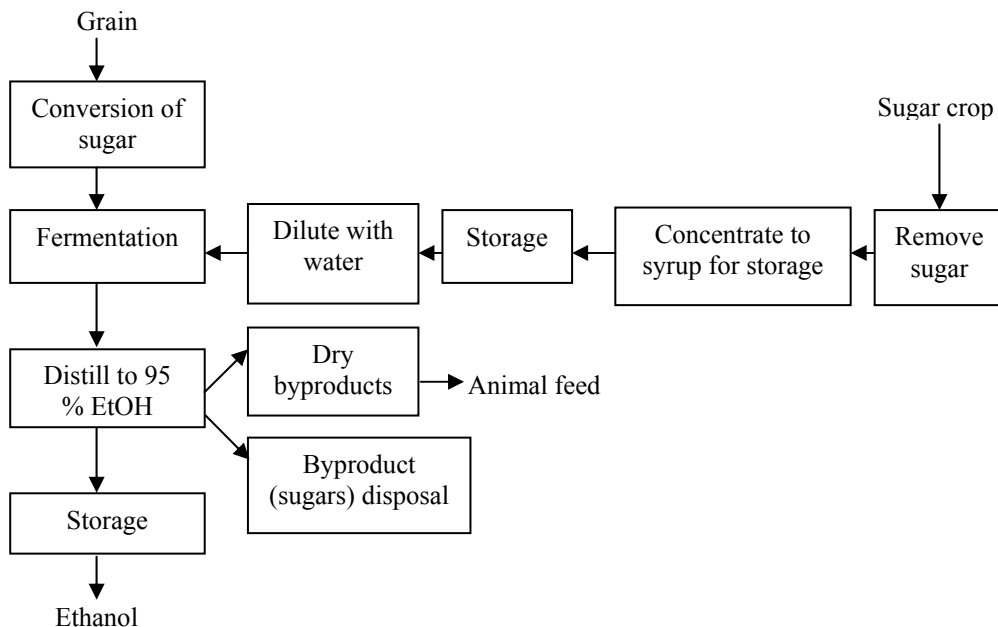 Grain
Conversion of
sugar
Sugar crop
Fermentation
Dilute with
water
Storage
Concentrate to
syrup for storage
Remove
sugar
Distill to 95
% EtOH
Dry
byproducts
Animal feed
Byproduct
(sugars) disposal
Storage
Ethanol